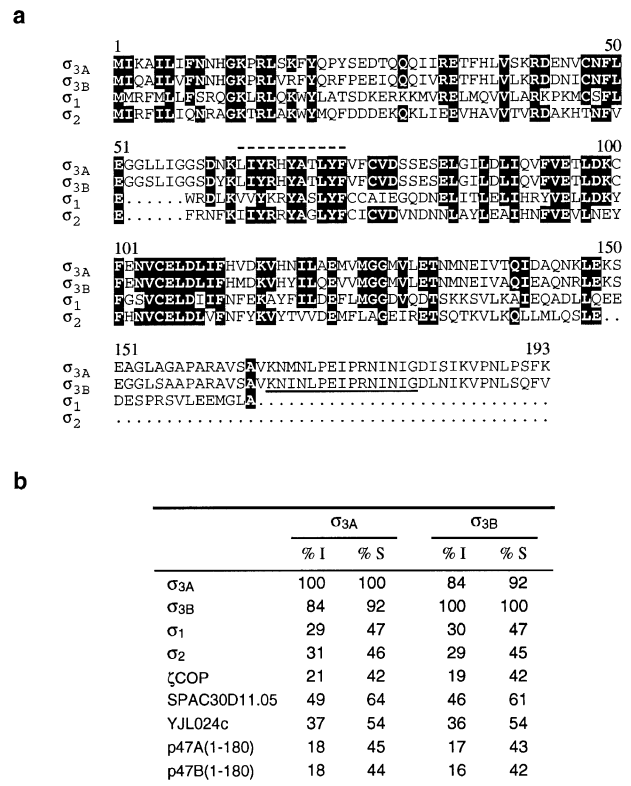 a
1 50
σ3A MIKAILIFNNHGKPRLSKFYQPYSEDTQQQIIRETFHLVSKRDENVCNFL
σ3B MIQAILVFNNHGKPRLVRFYQRFPEEIQQQIVRETFHLVLKRDDNICNFL
σ1 MMRFMLLFSRQGKLRLQKWYLATSDKERKKMVRELMQVVLARKPKMCSFL
σ2 MIRFILIQNRAGKTRLAKWYMQFDDDEKQKLIEEVHAVVTVRDAKHTNFV
51 100
σ3A EGGLLIGGSDNKLIYRHYATLYFVFCVDSSESELGILDLIQVFVETLDKC
σ3B EGGSLIGGSDYKLIYRHYATLYFVFCVDSSESELGILDLIQVFVETLDKC
σ1 E......WRDLKVVYKRYASLYFCCAIEGQDNELITLELIHRYVELLDKY
σ2 E......FRNFKIIYRRYAGLYFCICVDVNDNNLAYLEAIHNFVEVLNEY
101 150
σ3A FENVCELDLIFHVDKVHNILAEMVMGGMVLETNMNEIVTQIDAQNKLEKS
σ3B FENVCELDLIFHMDKVHYILQEVVMGGMVLETNMNEIVAQIEAQNRLEKS
σ1 FGSVCELDIIFNFEKAYFILDEFLMGGDVQDTSKKSVLKAIEQADLLQEE
σ2 FHNVCELDLVFNFYKVYTVVDEMFLAGEIRETSQTKVLKQLLMLQSLE..
151 193
σ3A EAGLAGAPARAVSAVKNMNLPEIPRNINIGDISIKVPNLPSFK
σ3B EGGLSAAPARAVSAVKNINLPEIPRNINIGDLNIKVPNLSQFV
σ1 DESPRSVLEEMGLA.............................
σ2 ...........................................
b
σ3A σ3B
% I % S % I % S
σ3A 100 100 84 92
σ3B 84 92 100 100
σ1 29 47 30 47
σ2 31 46 29 45
ζCOP 21 42 19 42
SPAC30D11.05 49 64 46 61
YJL024c 37 54 36 54
p47A(1-180) 18 45 17 43
p47B(1-180) 18 44 16 42